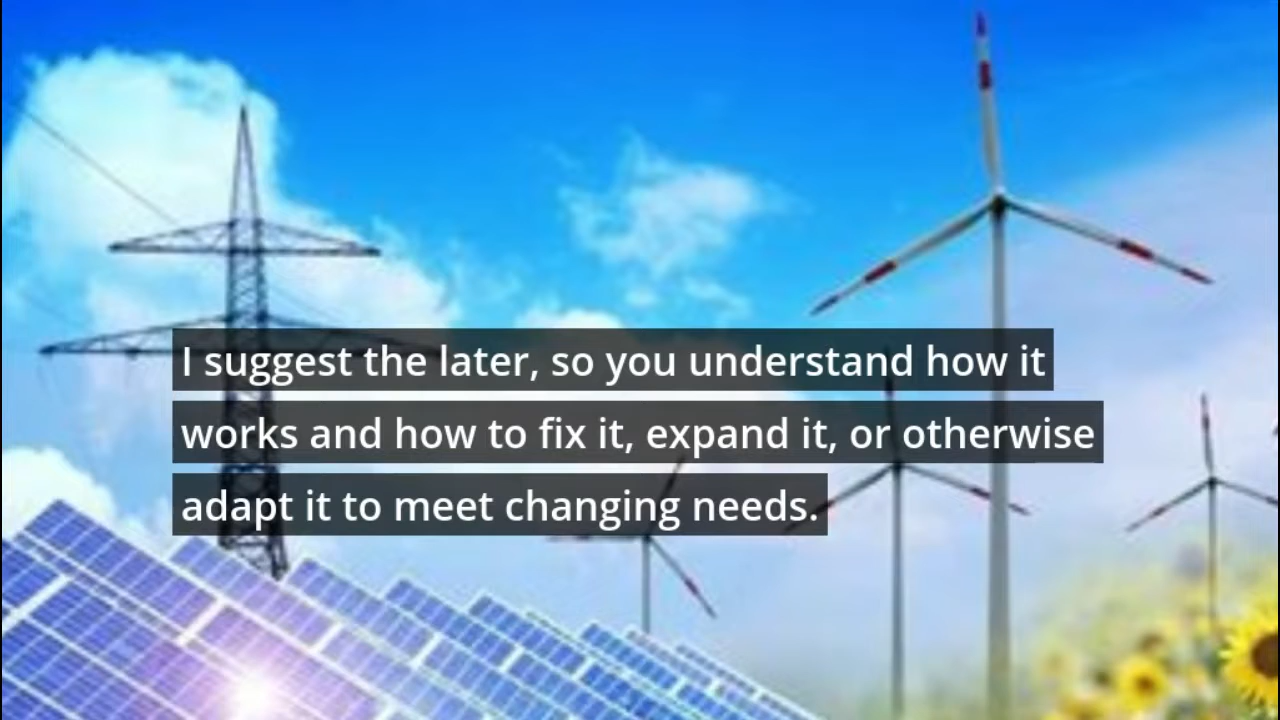 I suggest the later, so you understand how it
works and how to fix it, expand it, or otherwise
adapt it to meet changing needs.